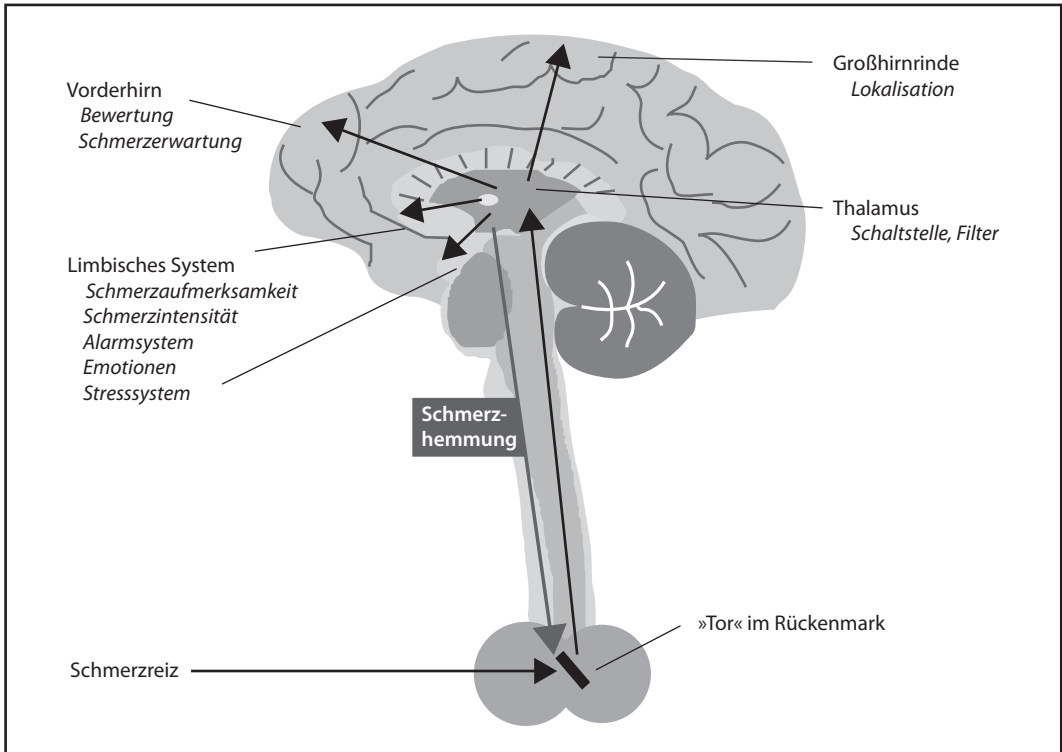 Vorderhirn
Bewertung
Schmerzerwartung
Großhirnrinde
Lokalisation
Thalamus
Schaltstelle, Filter
Limbisches System
Schmerzaufmerksamkeit
Schmerzintensität
Alarmsystem
Emotionen
Stresssystem
Schmerz-
hemmung
»Tor« im Rückenmark
Schmerzreiz